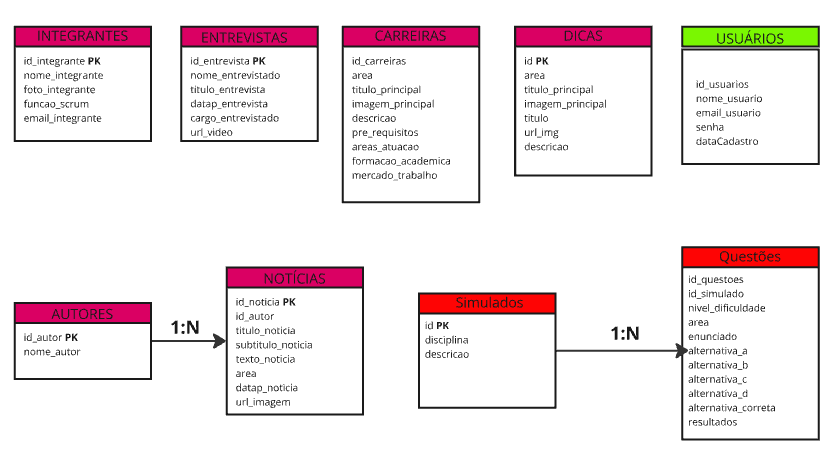 INTEGRANTES
id_integrante PK
nome_integrante
foto_integrante
funcao_scrum
email_integrante
ENTREVISTAS
id_entrevista PK
nome_entrevistado
titulo_entrevista
datap_entrevista
cargo_entrevistado
url_video
CARREIRAS
id_carreiras
area
titulo_principal
imagem_principal
descricao
pre_requisitos
areas_atuacao
formacao_academica
mercado_trabalho
DICAS
id PK
area
titulo_principal
imagem_principal
titulo
url_img
descricao
USUÁRIOS
id_usuarios
nome_usuario
email_usuario
senha
dataCadastro
AUTORES
id_autor PK
nome_autor
1:N
NOTÍCIAS
id_noticia PK
id_autor
titulo_noticia
subtitulo_noticia
texto_noticia
area
datap_noticia
url_imagem
Simulados
id PK
disciplina
descricao
1:N
Questões
id_questoes
id_simulado
nivel_dificuldade
area
enunciado
alternativa_a
alternativa_b
alternativa_c
alternativa_d
alternativa_correta
resultados